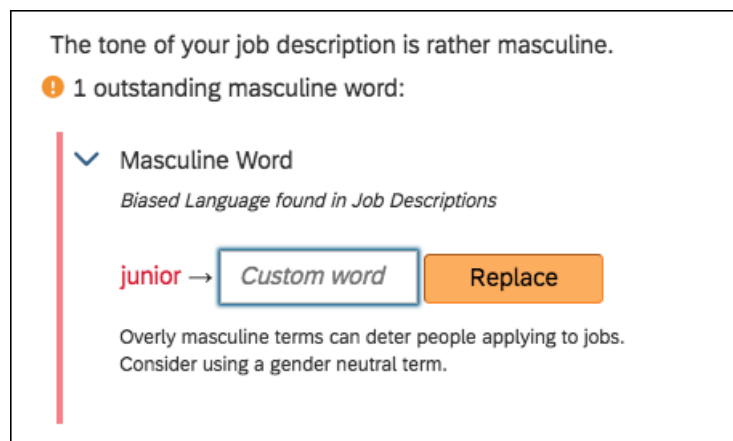 The tone of your job description is rather masculine.
1 outstanding masculine word:
Masculine Word
Biased Language found in Job Descriptions
junior → Custom word Replace
Overly masculine terms can deter people applying to jobs.
Consider using a gender neutral term.